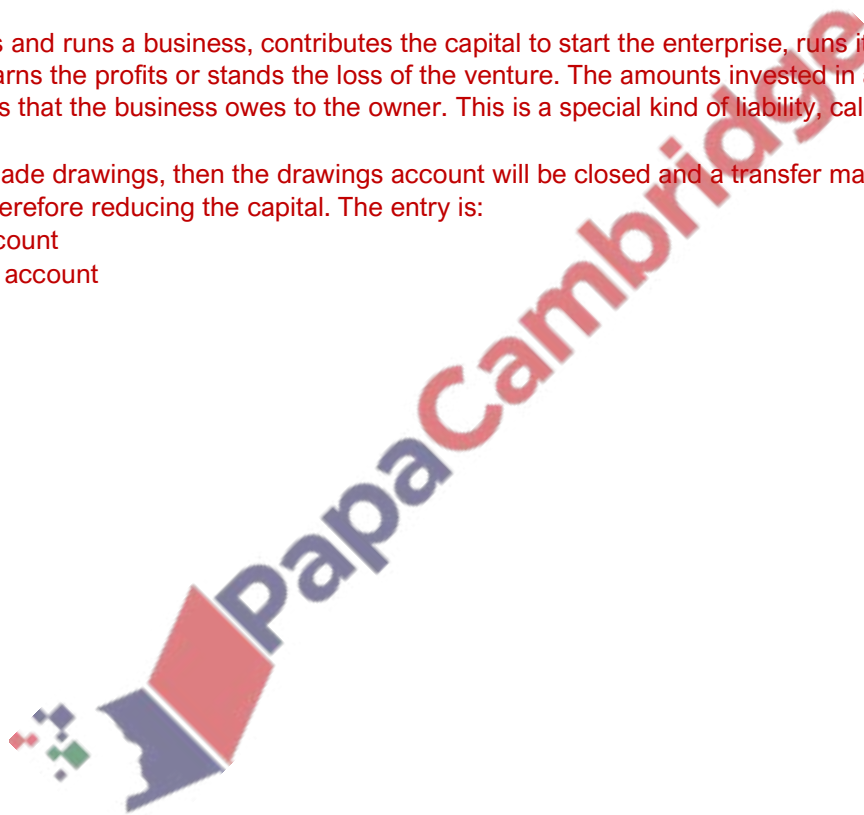 s and runs a business, contributes the capital to start the enterprise, runs it
arns the profits or stands the loss of the venture. The amounts invested in a
s that the business owes to the owner. This is a special kind of liability, cal
ade drawings, then the drawings account will be closed and a transfer ma
erefore reducing the capital. The entry is:
count
account
PapaCambridge